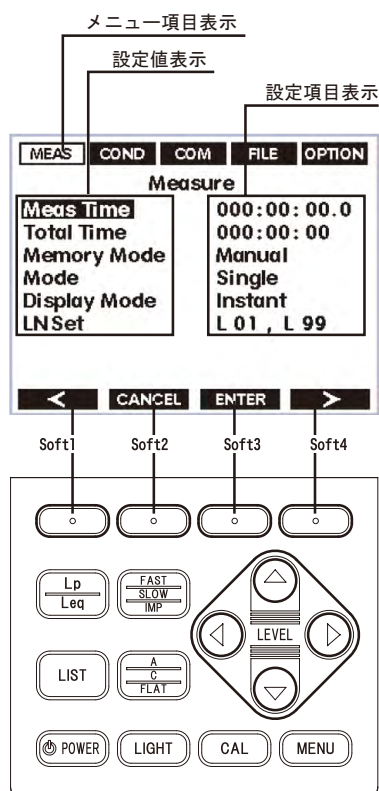 メニュー項目表示
設定値表示
設定項目表示
MEAS COND COM FILE OPTION
Measure
Meas Time 000:00:00.0
Total Time 000:00:00
Memory Mode Manual
Mode Single
Display Mode Instant
LN Set L 01 , L 99
< CANCEL ENTER >
Soft1 Soft2 Soft3 Soft4
Lp
Leq
FAST
SLOW
IMP
LEVEL
LIST
A
C
FLAT
POWER LIGHT CAL MENU